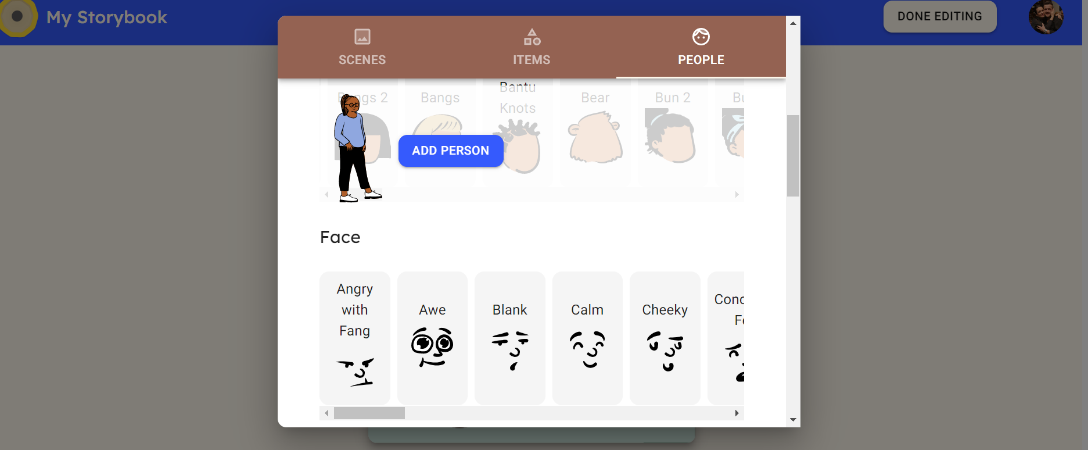 My Storybook
DONE EDITING
SCENES
ITEMS
PEOPLE
Bangs
Bantu
Knots
Bear
Bun 2
ADD PERSON
Face
Angry
with
Fang
Awe
Blank
Calm
Cheeky